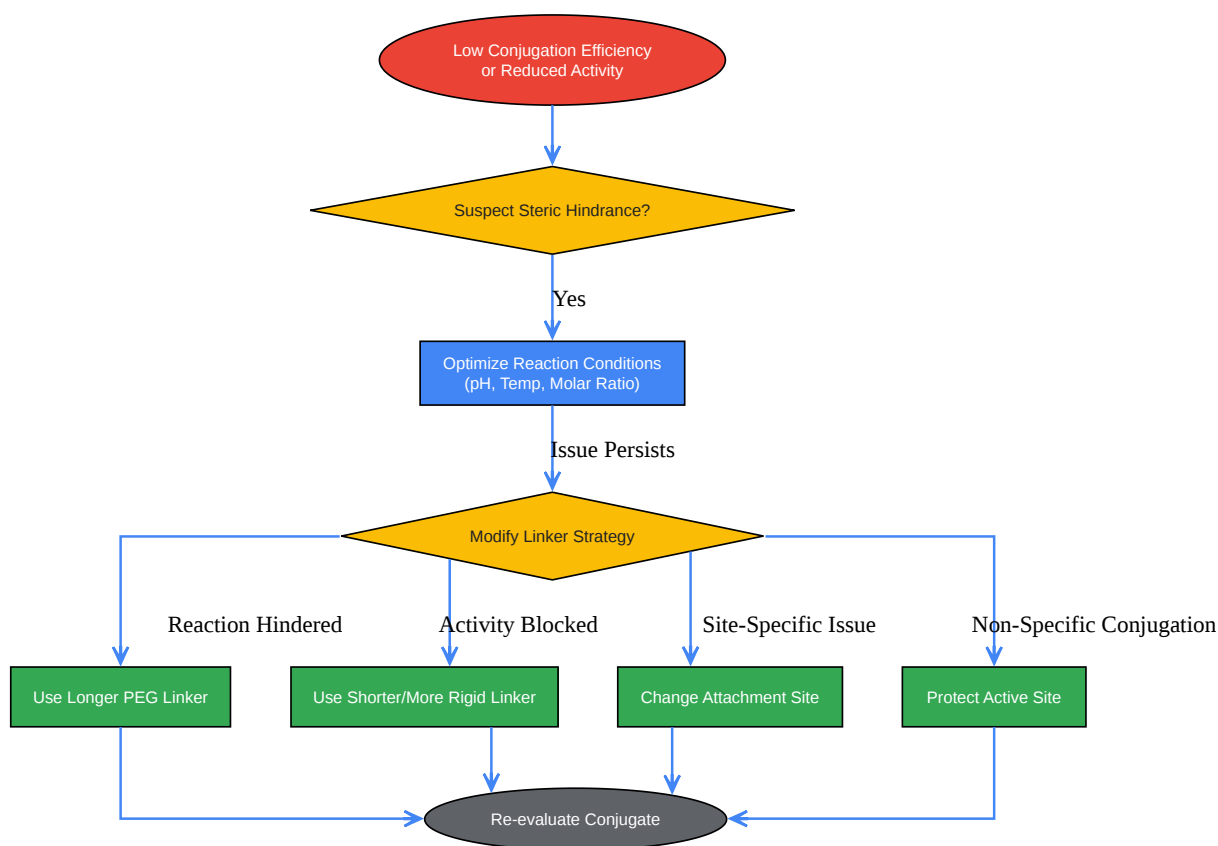 Low Conjugation Efficiency
or Reduced Activity
Suspect Steric Hindrance?
Yes
Optimize Reaction Conditions
(pH, Temp, Molar Ratio)
Issue Persists
Modify Linker Strategy
Reaction Hindered
Activity Blocked
Site-Specific Issue
Non-Specific Conjugation
Use Longer PEG Linker
Use Shorter/More Rigid Linker
Change Attachment Site
Protect Active Site
Re-evaluate Conjugate